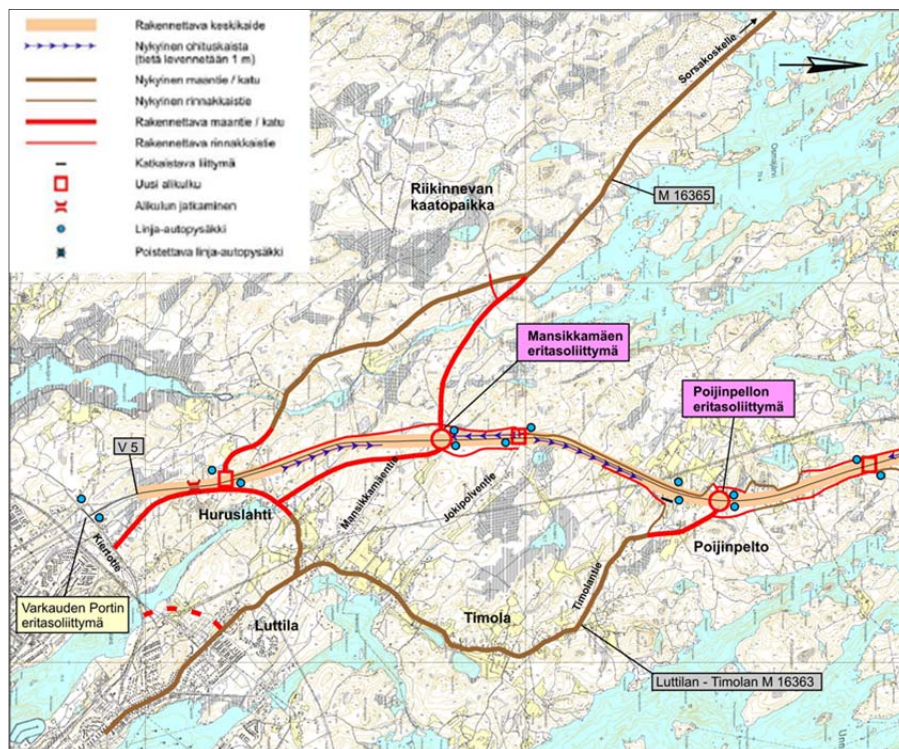 Rakennettava keskikaide
Nykyinen ohituskaista
(tietä levennetään 1 m)
Nykyinen maantie / katu
Nykyinen rinnakkaistie
Rakennettava maantie / katu
Rakennettava rinnakkaistie
Katkaistava liittymä
Uusi alikulku
Alikulun jatkaminen
Linja-autopysäkki
Poistettava linja-autopysäkki
Sorsakoskelle
Riikinnevan
kaatopaikka
M 16365
Mansikkamäen
eritasoliittymä
Poijinpellon
eritasoliittymä
V 5
Mansikkamäentie
Jokipolventie
Huruslahti
Kiertotie
Poijinpelto
Varkauden Portin
eritasoliittymä
Luttila
Timola
Timolantie
Luttilan - Timolan M 16363